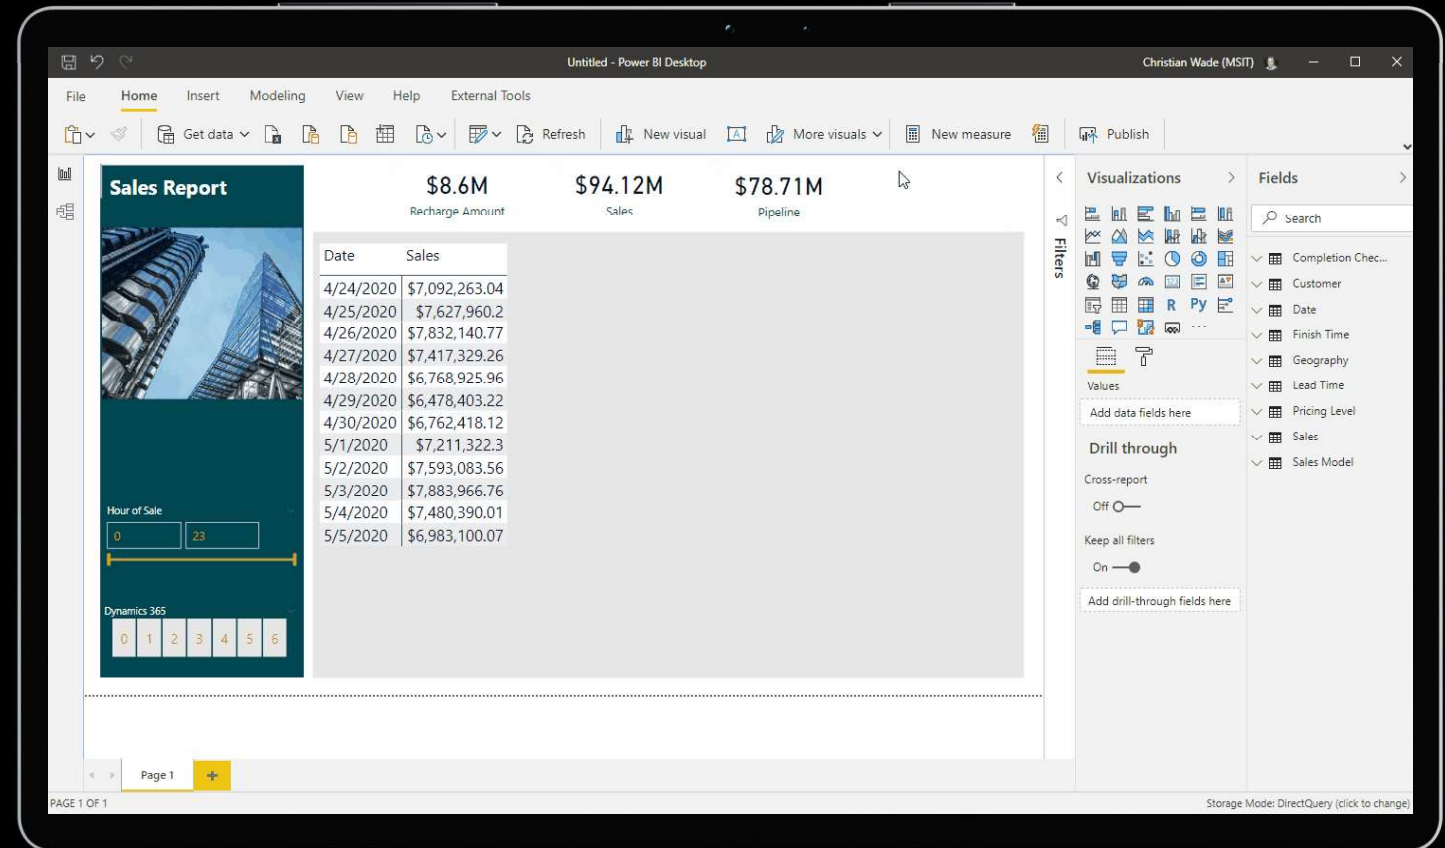 Untitled - Power BI Desktop
Christian Wade (MSIT)
File Home Insert Modeling View Help External Tools
Get data Refresh New visual More visuals New measure Publish
Sales Report
$8.6M
Recharge Amount
$94.12M
Sales
$78.71M
Pipeline
Date Sales
4/24/2020 $7,092,263.04
4/25/2020 $7,627,960.2
4/26/2020 $7,832,140.77
4/27/2020 $7,417,329.26
4/28/2020 $6,768,925.96
4/29/2020 $6,478,403.22
4/30/2020 $6,762,418.12
5/1/2020 $7,211,322.3
5/2/2020 $7,593,083.56
5/3/2020 $7,883,966.76
5/4/2020 $7,480,390.01
5/5/2020 $6,983,100.07
Hour of Sale
0 23
Dynamics 365
0 1 2 3 4 5 6
Filters
Visualizations
R Py
123
...
Values
Add data fields here
Drill through
Cross-report
Off
Keep all filters
On
Add drill-through fields here
Fields
Search
Completion Chec...
Customer
Date
Finish Time
Geography
Lead Time
Pricing Level
Sales
Sales Model
Page 1
PAGE 1 OF 1
Storage Mode: DirectQuery (click to change)